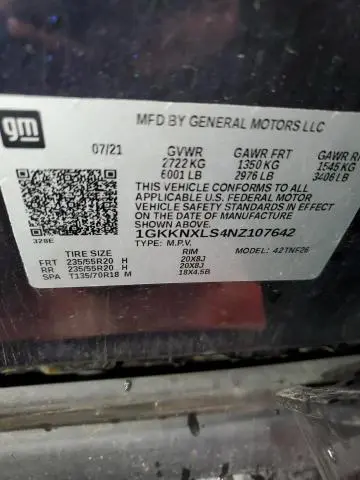 gm
MFD BY GENERAL MOTORS LLC
07/21 GVWR GAWR FRT GAWR R
2722 KG 1350 KG 1545 KG
6001 LB 2976 LB 3406 LB
THIS VEHICLE CONFORMS TO ALL
APPLICABLE U.S. FEDERAL MOTOR
VEHICLE SAFETY STANDARDS IN
EFFECT ON THE DATE OF MANUFACTURE
SHOWN ABOVE.
1GKKNXLS4NZ107642
328E TYPE: M.P.V. MODEL: 42TNF26
TIRE SIZE RIM
FRT 235/55R20 H 20X8J
RR 235/55R20 H 20X8J
SPA T135/70R18 M 18X4.5B